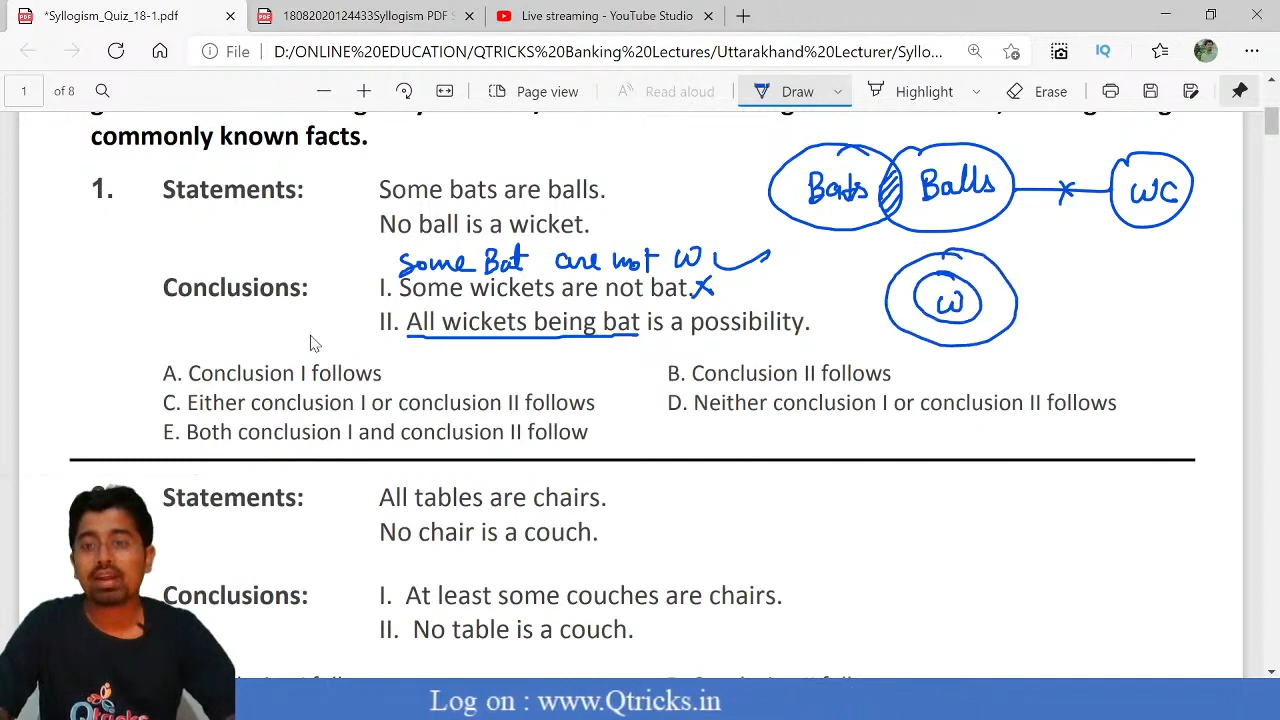 *Syllogism_Quiz_18-1.pdf
18082020124433Syllogism PDF S
Live streaming - YouTube Studio
File
D:/ONLINE%20EDUCATION/QTRICKS%20Banking%20Lectures/Uttarakhand%20Lecturer/Syllo...
IQ
1 of 8
Page view
Read aloud
Draw
Highlight
Erase
commonly known facts.
1. Statements: Some bats are balls.
No ball is a wicket.
Bats Balls WC
Some Bat are not W
Conclusions: I. Some wickets are not bat.
II. All wickets being bat is a possibility.
W
A. Conclusion I follows B. Conclusion II follows
C. Either conclusion I or conclusion II follows D. Neither conclusion I or conclusion II follows
E. Both conclusion I and conclusion II follow
Statements: All tables are chairs.
No chair is a couch.
Conclusions: I. At least some couches are chairs.
II. No table is a couch.
Qtricks
Log on : www.Qtricks.in